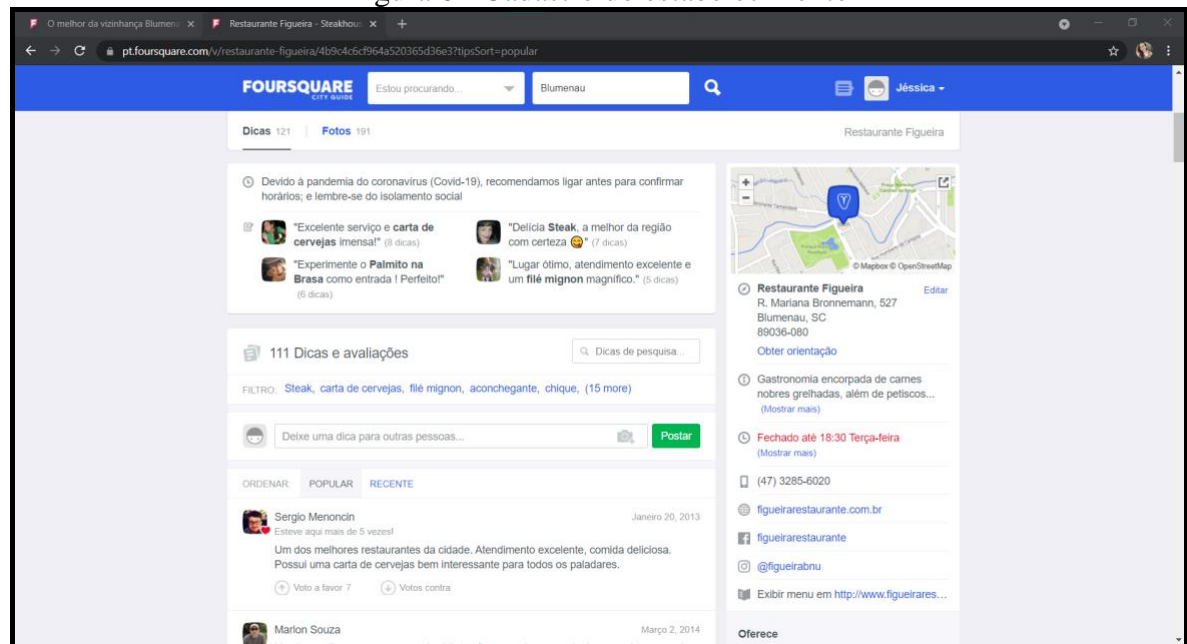 O melhor da vizinhança Blumen
Restaurante Figueira - Steakhous
pt.foursquare.com/v/restaurante-figueira/4b9c4c6cf964a520365d36e3?tipsSort=popular
FOURSQUARE
CITY GUIDE
Estou procurando...
Blumenau
Jéssica
Dicas 121
Fotos 191
Restaurante Figueira
Devido à pandemia do coronavírus (Covid-19), recomendamos ligar antes para confirmar
horários; e lembre-se do isolamento social
"Excelente serviço e carta de
cervejas imensa!" (8 dicas)
"Delícia Steak, a melhor da região
com certeza 😋" (7 dicas)
"Experimente o Palmito na
Brasa como entrada ! Perfeito!"
(6 dicas)
"Lugar ótimo, atendimento excelente e
um filé mignon magnífico." (5 dicas)
111 Dicas e avaliações
Dicas de pesquisa...
FILTRO: Steak, carta de cervejas, filé mignon, aconchegante, chique, (15 more)
Deixe uma dica para outras pessoas...
Postar
ORDENAR: POPULAR RECENTE
Sergio Menoncin
Janeiro 20, 2013
Esteve aqui mais de 5 vezes!
Um dos melhores restaurantes da cidade. Atendimento excelente, comida deliciosa.
Possui uma carta de cervejas bem interessante para todos os paladares.
Voto a favor 7
Votos contra
Marlon Souza
Março 2, 2014
© Mapbox © OpenStreetMap
Restaurante Figueira
Editar
R. Mariana Bronnemann, 527
Blumenau, SC
89036-080
Obter orientação
Gastronomia encorpada de carnes
nobres grelhadas, além de petiscos...
(Mostrar mais)
Fechado até 18:30 Terça-feira
(Mostrar mais)
(47) 3285-6020
figueirarestaurante.com.br
figueirarestaurante
@figueirabnu
Exibir menu em http://www.figueirares...
Oferece